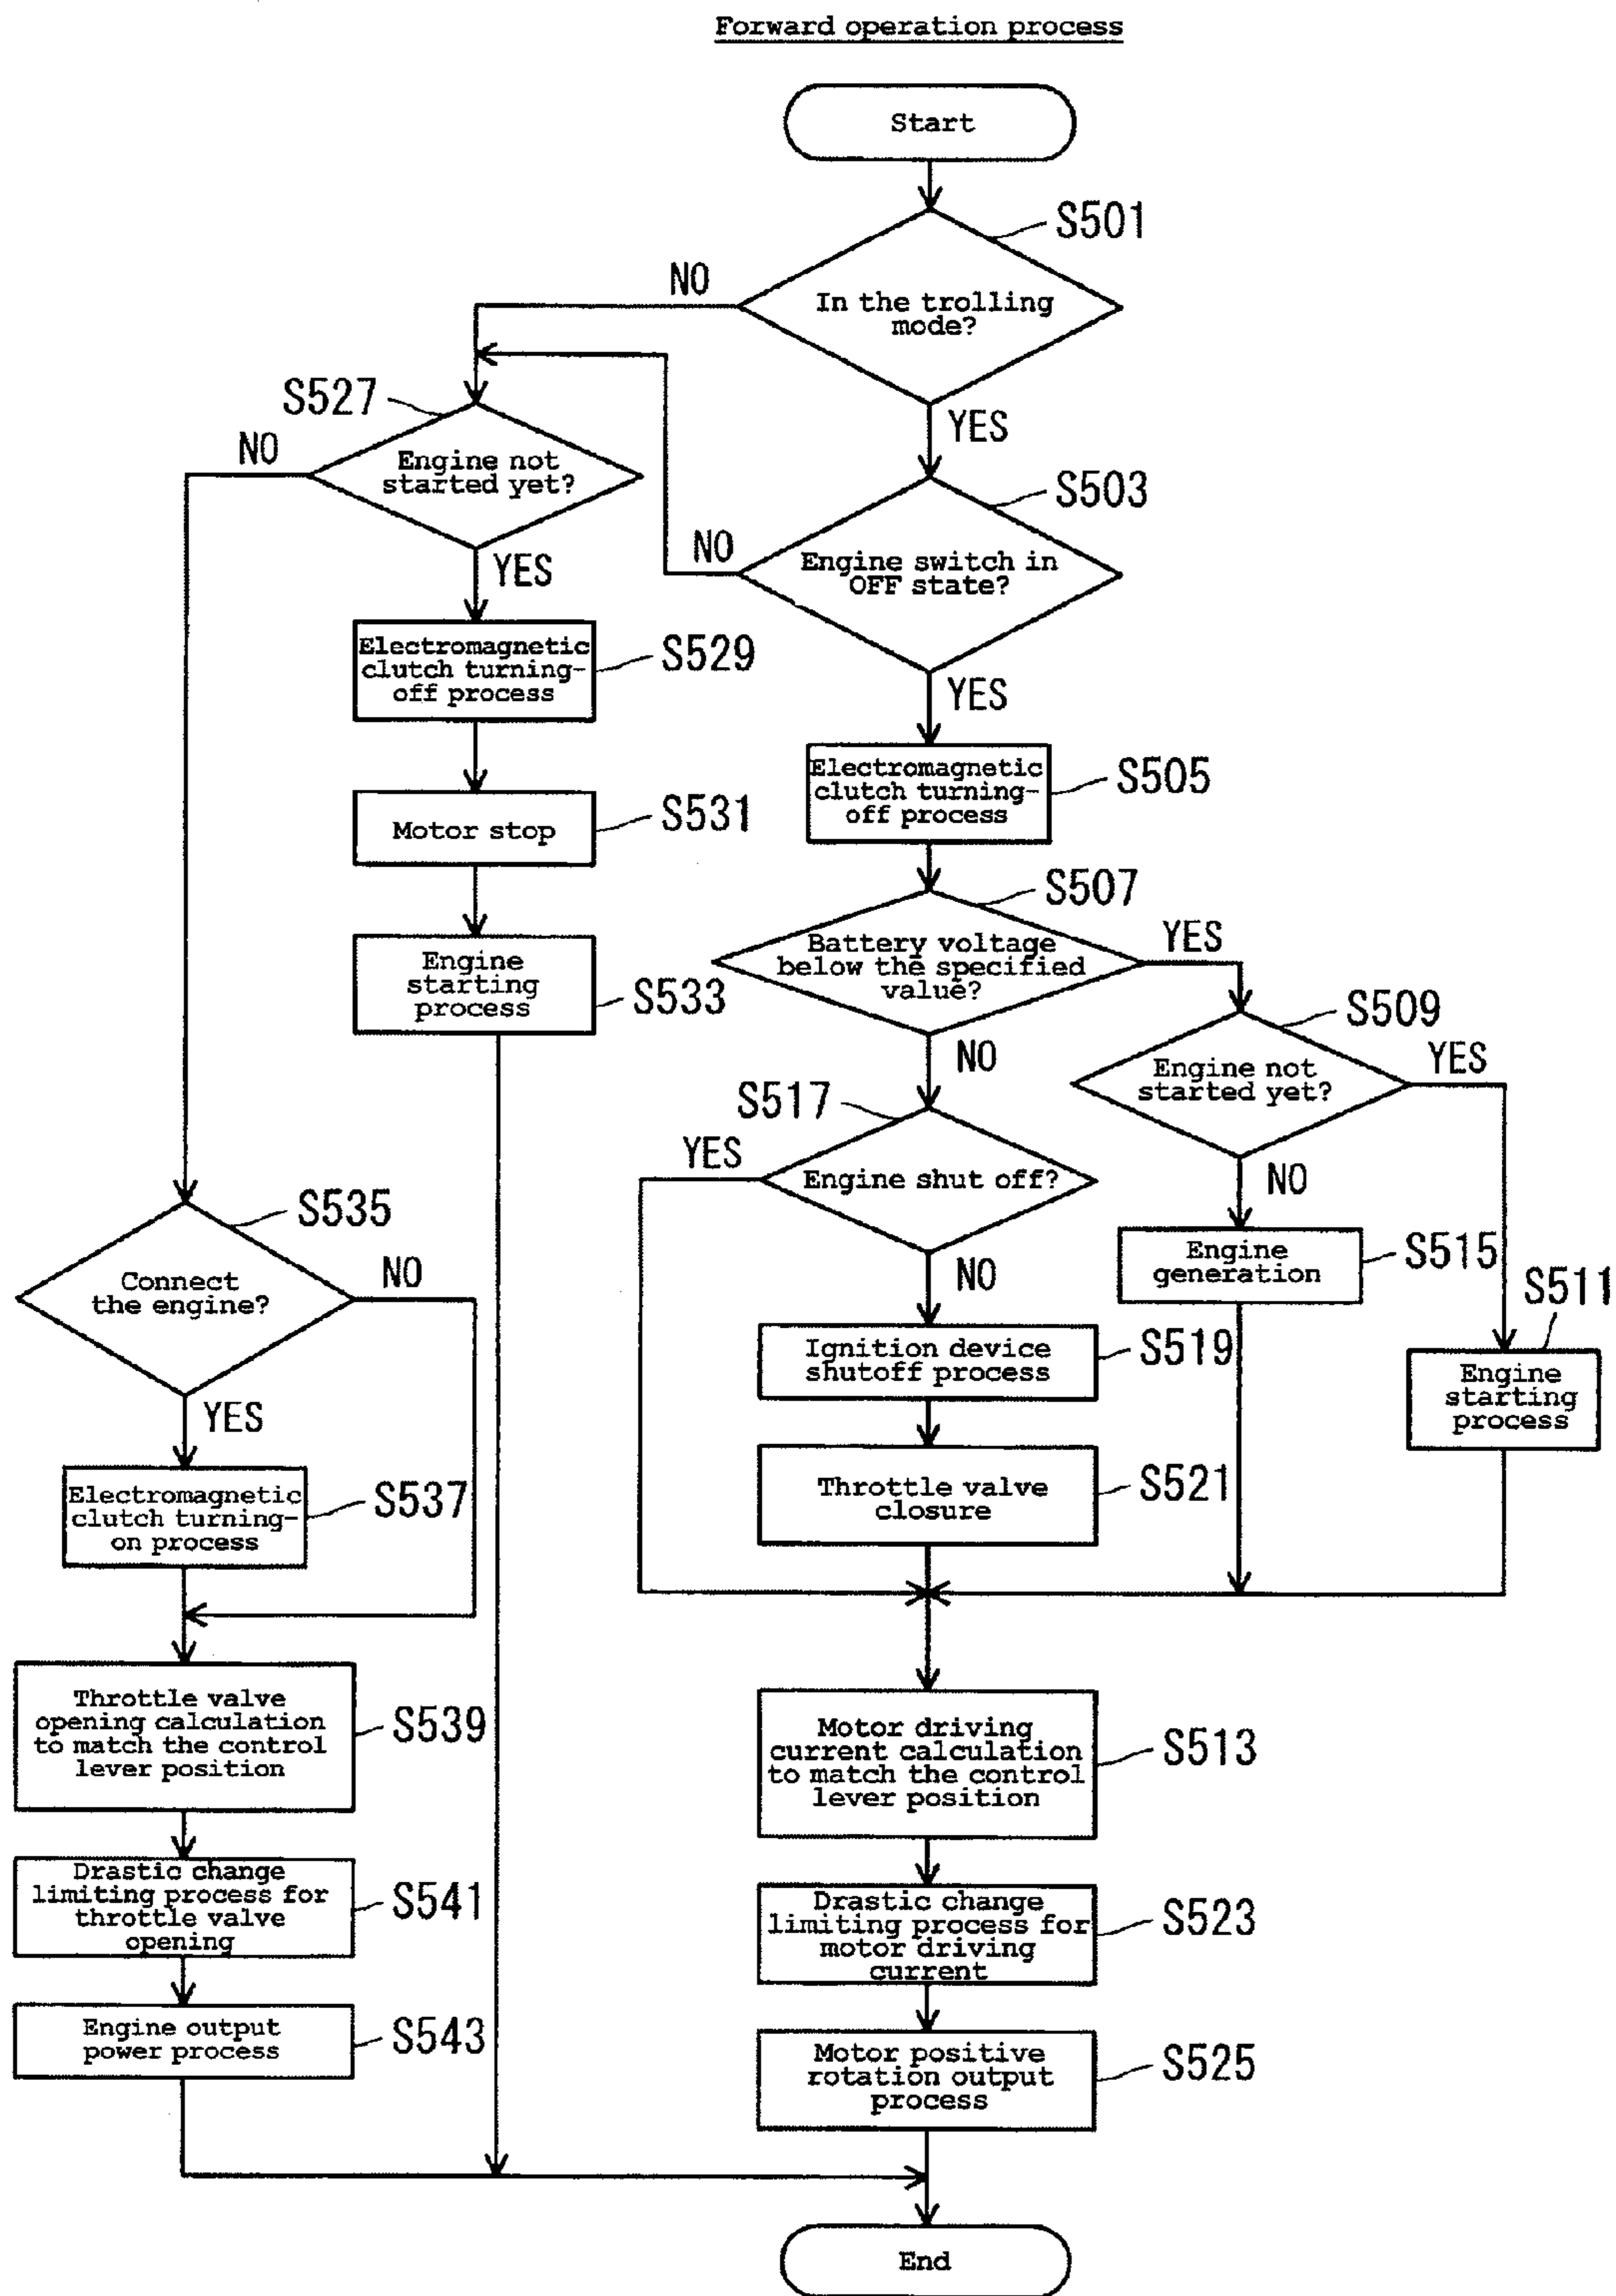 Forward operation process
Start
S501
NO
In the trolling
mode?
YES
S527
NO
Engine not
started yet?
YES
S503
NO
Engine switch in
OFF state?
YES
Electromagnetic
clutch turning-
off process
S529
Electromagnetic
clutch turning-
off process
S505
Motor stop
S531
S507
Battery voltage
below the specified
value?
YES
NO
Engine
starting
process
S533
S509
Engine not
started yet?
YES
NO
S517
YES
Engine shut off?
NO
S535
Connect
the engine?
NO
YES
Engine
generation
S515
S511
Engine
starting
process
Ignition device
shutoff process
S519
Throttle valve
closure
S521
Electromagnetic
clutch turning-
on process
S537
Throttle valve
opening calculation
to match the control
lever position
S539
Motor driving
current calculation
to match the control
lever position
S513
Drastic change
limiting process for
throttle valve
opening
S541
Drastic change
limiting process for
motor driving
current
S523
Engine output
power process
S543
Motor positive
rotation output
process
S525
End